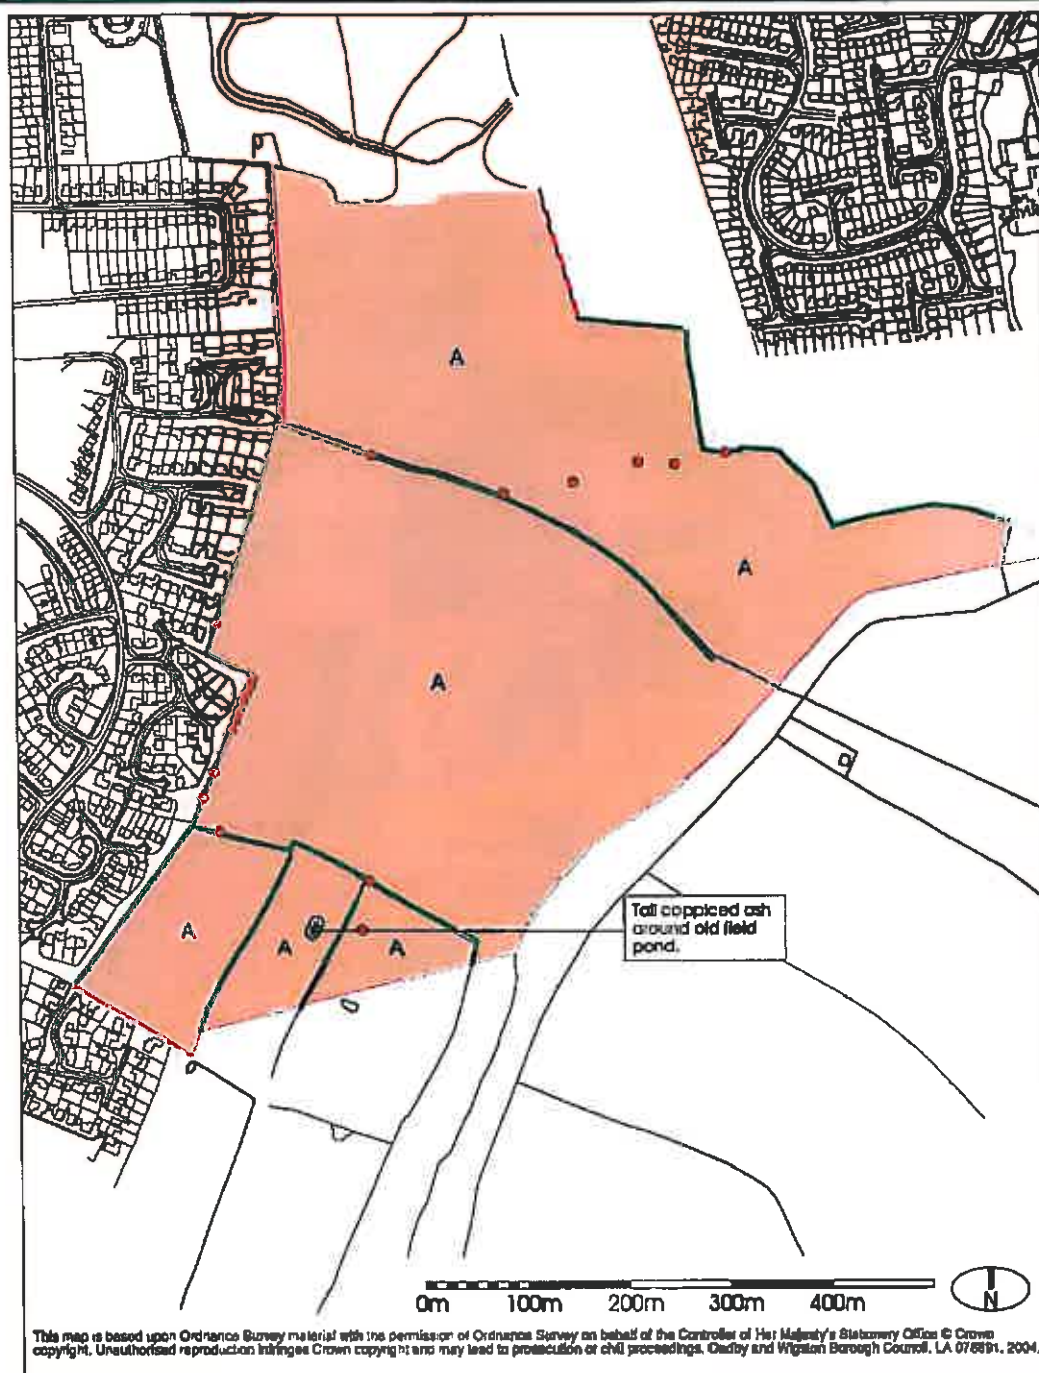 A
A
A
A
A
A
Tall coppiced ash
around old field
pond.
0m 100m 200m 300m 400m
N
This map is based upon Ordnance Survey material with the permission of Ordnance Survey on behalf of the Controller of Her Majesty's Stationery Office © Crown
copyright. Unauthorised reproduction infringes Crown copyright and may lead to prosecution or civil proceedings. Oadby and Wigston Borough Council. LA 2004.